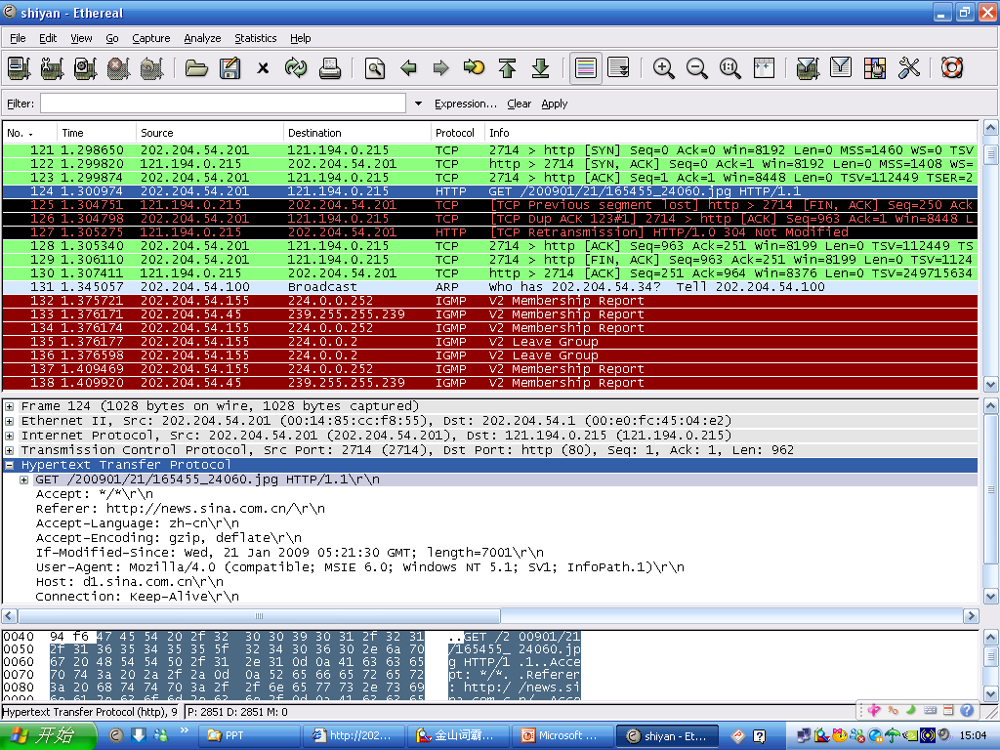 shiyan - Ethereal
File Edit View Go Capture Analyze Statistics Help
Filter: Expression... Clear Apply
No. Time Source Destination Protocol Info
121 1.298650 202.204.54.201 121.194.0.215 TCP 2714 > http [SYN] Seq=0 Ack=0 Win=8192 Len=0 MSS=1460 WS=0 TSV
122 1.299820 121.194.0.215 202.204.54.201 TCP http > 2714 [SYN, ACK] Seq=0 Ack=1 Win=8192 Len=0 MSS=1408 WS=
123 1.299874 202.204.54.201 121.194.0.215 TCP 2714 > http [ACK] Seq=1 Ack=1 Win=8448 Len=0 TSV=112449 TSER=2
124 1.300974 202.204.54.201 121.194.0.215 HTTP GET /200901/21/165455_24060.jpg HTTP/1.1
125 1.304751 121.194.0.215 202.204.54.201 TCP [TCP Previous segment lost] http > 2714 [FIN, ACK] Seq=250 Ack
126 1.304798 202.204.54.201 121.194.0.215 TCP [TCP Dup ACK 123#1] 2714 > http [ACK] Seq=963 Ack=1 Win=8448 L
127 1.305275 121.194.0.215 202.204.54.201 HTTP [TCP Retransmission] HTTP/1.0 304 Not Modified
128 1.305340 202.204.54.201 121.194.0.215 TCP 2714 > http [ACK] Seq=963 Ack=251 Win=8199 Len=0 TSV=112449 TS
129 1.306110 202.204.54.201 121.194.0.215 TCP 2714 > http [FIN, ACK] Seq=963 Ack=251 Win=8199 Len=0 TSV=1124
130 1.307411 121.194.0.215 202.204.54.201 TCP http > 2714 [ACK] Seq=251 Ack=964 Win=8376 Len=0 TSV=249715634
131 1.345057 202.204.54.100 Broadcast ARP Who has 202.204.54.34? Tell 202.204.54.100
132 1.375721 202.204.54.155 224.0.0.252 IGMP V2 Membership Report
133 1.376171 202.204.54.45 239.255.255.239 IGMP V2 Membership Report
134 1.376174 202.204.54.155 224.0.0.252 IGMP V2 Membership Report
135 1.376177 202.204.54.155 224.0.0.2 IGMP V2 Leave Group
136 1.376598 202.204.54.155 224.0.0.2 IGMP V2 Leave Group
137 1.409469 202.204.54.155 224.0.0.252 IGMP V2 Membership Report
138 1.409920 202.204.54.45 239.255.255.239 IGMP V2 Membership Report
Frame 124 (1028 bytes on wire, 1028 bytes captured)
Ethernet II, Src: 202.204.54.201 (00:14:85:cc:f8:55), Dst: 202.204.54.1 (00:e0:fc:45:04:e2)
Internet Protocol, Src: 202.204.54.201 (202.204.54.201), Dst: 121.194.0.215 (121.194.0.215)
Transmission Control Protocol, Src Port: 2714 (2714), Dst Port: http (80), Seq: 1, Ack: 1, Len: 962
Hypertext Transfer Protocol
GET /200901/21/165455_24060.jpg HTTP/1.1\r\n
Accept: */*\r\n
Referer: http://news.sina.com.cn/\r\n
Accept-Language: zh-cn\r\n
Accept-Encoding: gzip, deflate\r\n
If-Modified-Since: Wed, 21 Jan 2009 05:21:30 GMT; length=7001\r\n
User-Agent: Mozilla/4.0 (compatible; MSIE 6.0; Windows NT 5.1; SV1; InfoPath.1)\r\n
Host: d1.sina.com.cn\r\n
Connection: Keep-Alive\r\n
0040 94 f6 47 45 54 20 2f 32 30 30 39 30 31 2f 32 31 ..GET /2 00901/21
0050 2f 31 36 35 34 35 35 5f 32 34 30 36 30 2e 6a 70 /165455_ 24060.jp
0060 67 20 48 54 54 50 2f 31 2e 31 0d 0a 41 63 63 65 g HTTP/1 .1..Acce
0070 70 74 3a 20 2a 2f 2a 0d 0a 52 65 66 65 72 65 72 pt: */*. .Referer
0080 3a 20 68 74 74 70 3a 2f 2f 6e 65 77 73 2e 73 69 : http:/ /news.si
Hypertext Transfer Protocol (http), 9 P: 2851 D: 2851 M: 0
开始 PPT http://202... 金山词霸... Microsoft ... shiyan - Et... 15:04